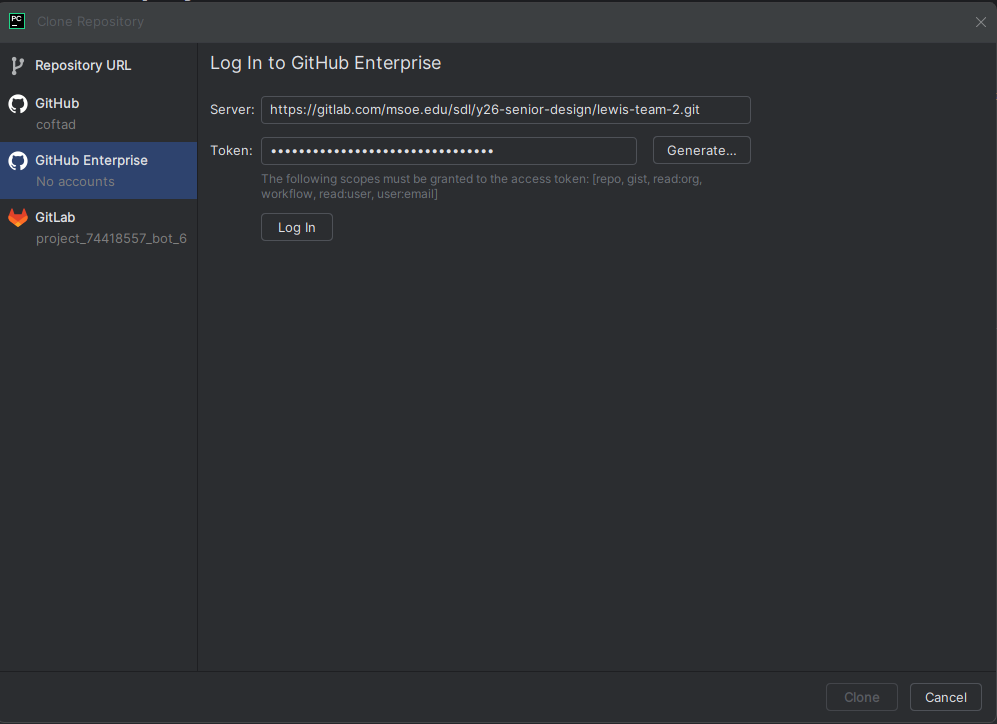 PC
Clone Repository
Repository URL
GitHub
coftad
GitHub Enterprise
No accounts
GitLab
project_74418557_bot_6
Log In to GitHub Enterprise
Server: https://gitlab.com/msoe.edu/sdl/y26-senior-design/lewis-team-2.git
Token: •••••••••••••••••••••••••••••••• Generate...
The following scopes must be granted to the access token: [repo, gist, read:org,
workflow, read:user, user:email]
Log In
Clone Cancel